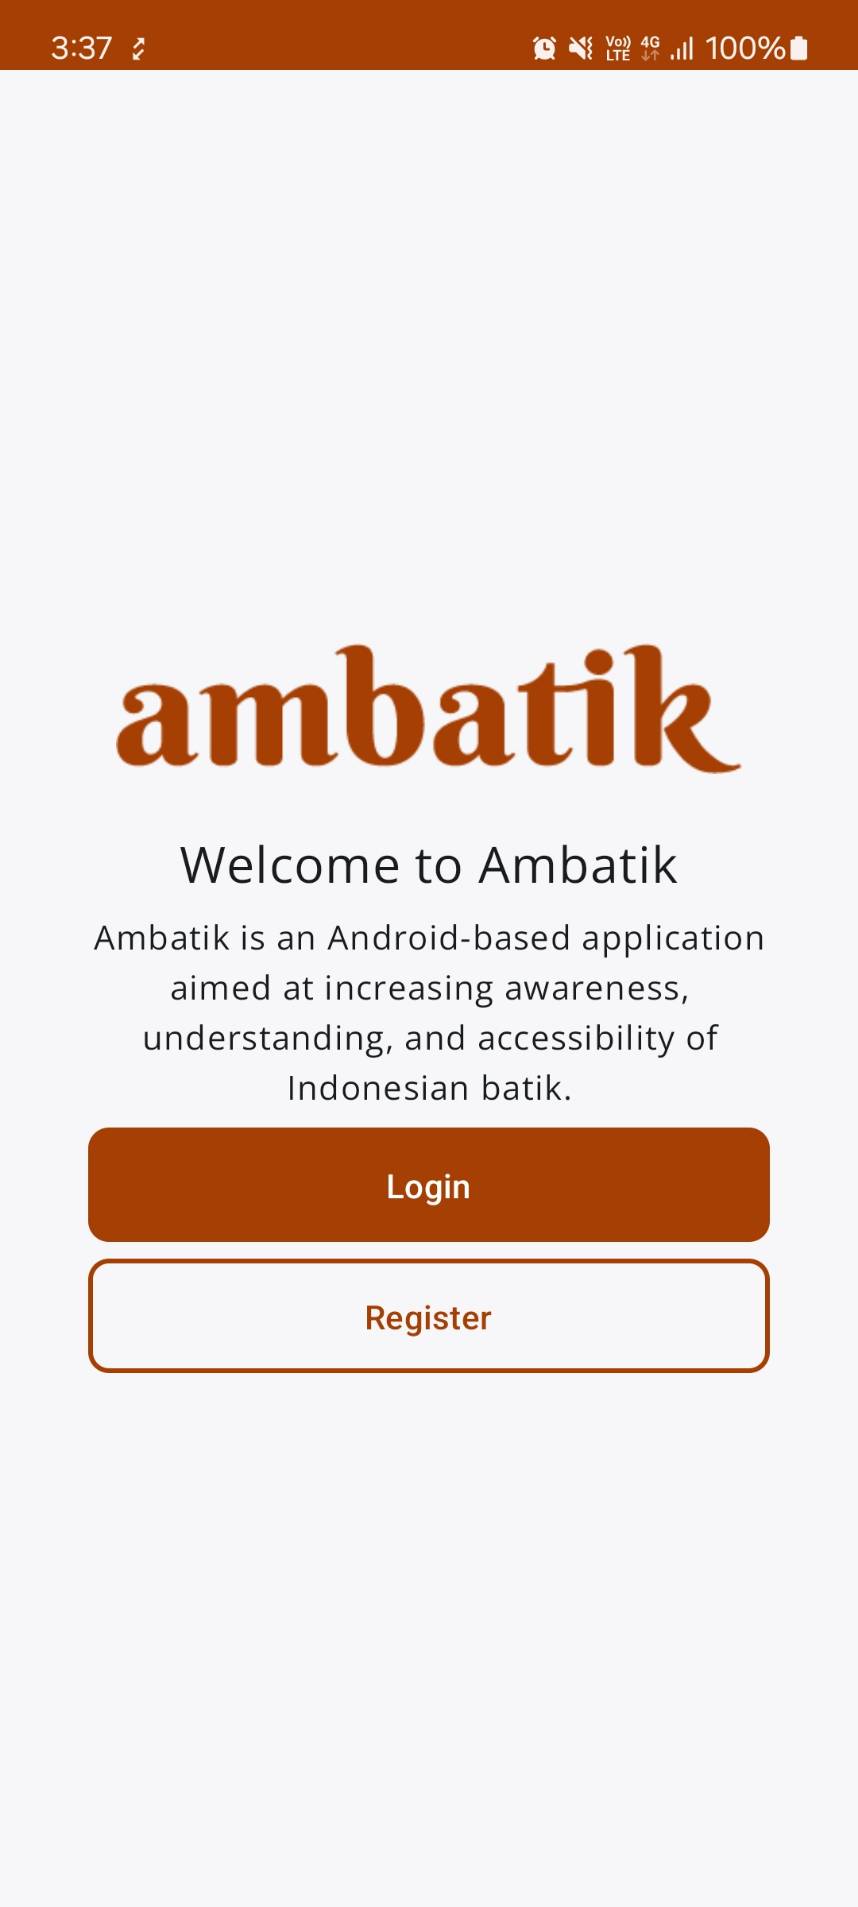 3:37 Vo)) LTE 4G 100%
ambatik
Welcome to Ambatik
Ambatik is an Android-based application
aimed at increasing awareness,
understanding, and accessibility of
Indonesian batik.
Login
Register